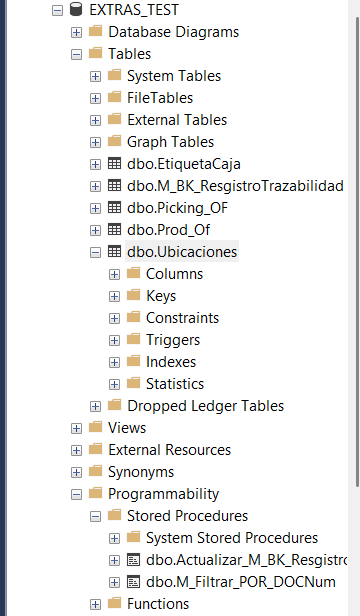 EXTRAS_TEST
Database Diagrams
Tables
System Tables
FileTables
External Tables
Graph Tables
dbo.EtiquetaCaja
dbo.M_BK_ResgistroTrazabilidad
dbo.Picking_OF
dbo.Prod_Of
dbo.Ubicaciones
Columns
Keys
Constraints
Triggers
Indexes
Statistics
Dropped Ledger Tables
Views
External Resources
Synonyms
Programmability
Stored Procedures
System Stored Procedures
dbo.Actualizar_M_BK_Resgistro
dbo.M_Filtrar_POR_DOCNum
Functions